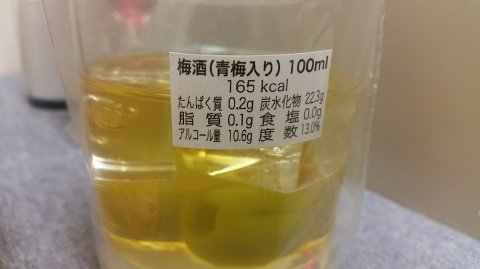 梅酒(青梅入り) 100ml
165 kcal
たんぱく質 0.2g 炭水化物 22.3g
脂質 0.1g 食塩 0.0g
アルコール量 10.6g 度数 13.0%